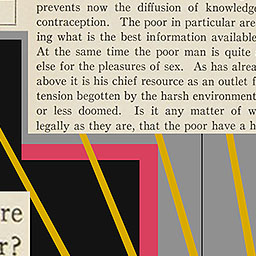 prevents now the diffusion of knowledge
contraception. The poor in particular are
ing what is the best information available
At the same time the poor man is quite
else for the pleasures of sex. As has alrea
above it is his chief resource as an outlet f
tension begotten by the harsh environment
or less doomed. Is it any matter of w
legally as they are, that the poor have a h
re
r?